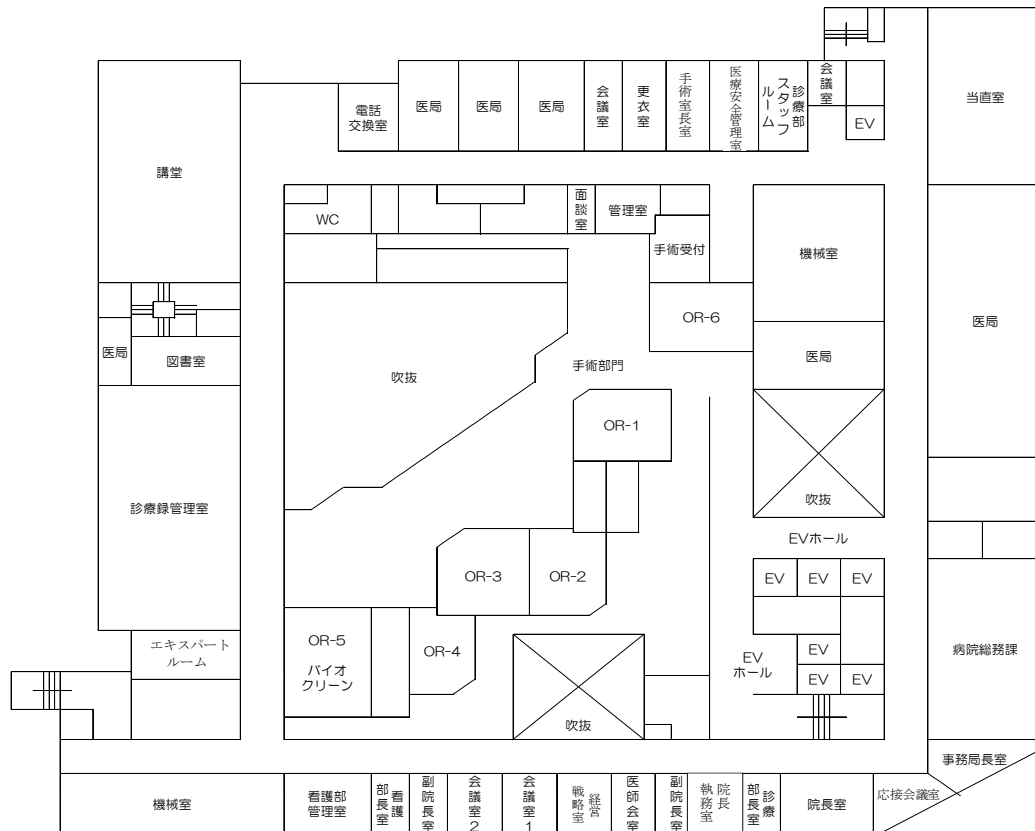 当直室
電話
交換室
医局
医局
医局
会議室
更衣室
手術室長室
医療安全管理室
診療部
スタッフ
ルーム
会議室
EV
講堂
WC
面談室
管理室
手術受付
機械室
OR-6
医局
医局
図書室
吹抜
手術部門
医局
OR-1
診療録管理室
吹抜
EVホール
OR-3
OR-2
EV
EV
EV
エキスパート
ルーム
OR-5
バイオ
クリーン
OR-4
EV
ホール
EV
EV
EV
病院総務課
吹抜
事務局長室
機械室
看護部
管理室
看護
部長室
副院長室
会議室2
会議室1
経営
戦略室
医師会室
副院長室
院長
執務室
診療
部長室
院長室
応接会議室